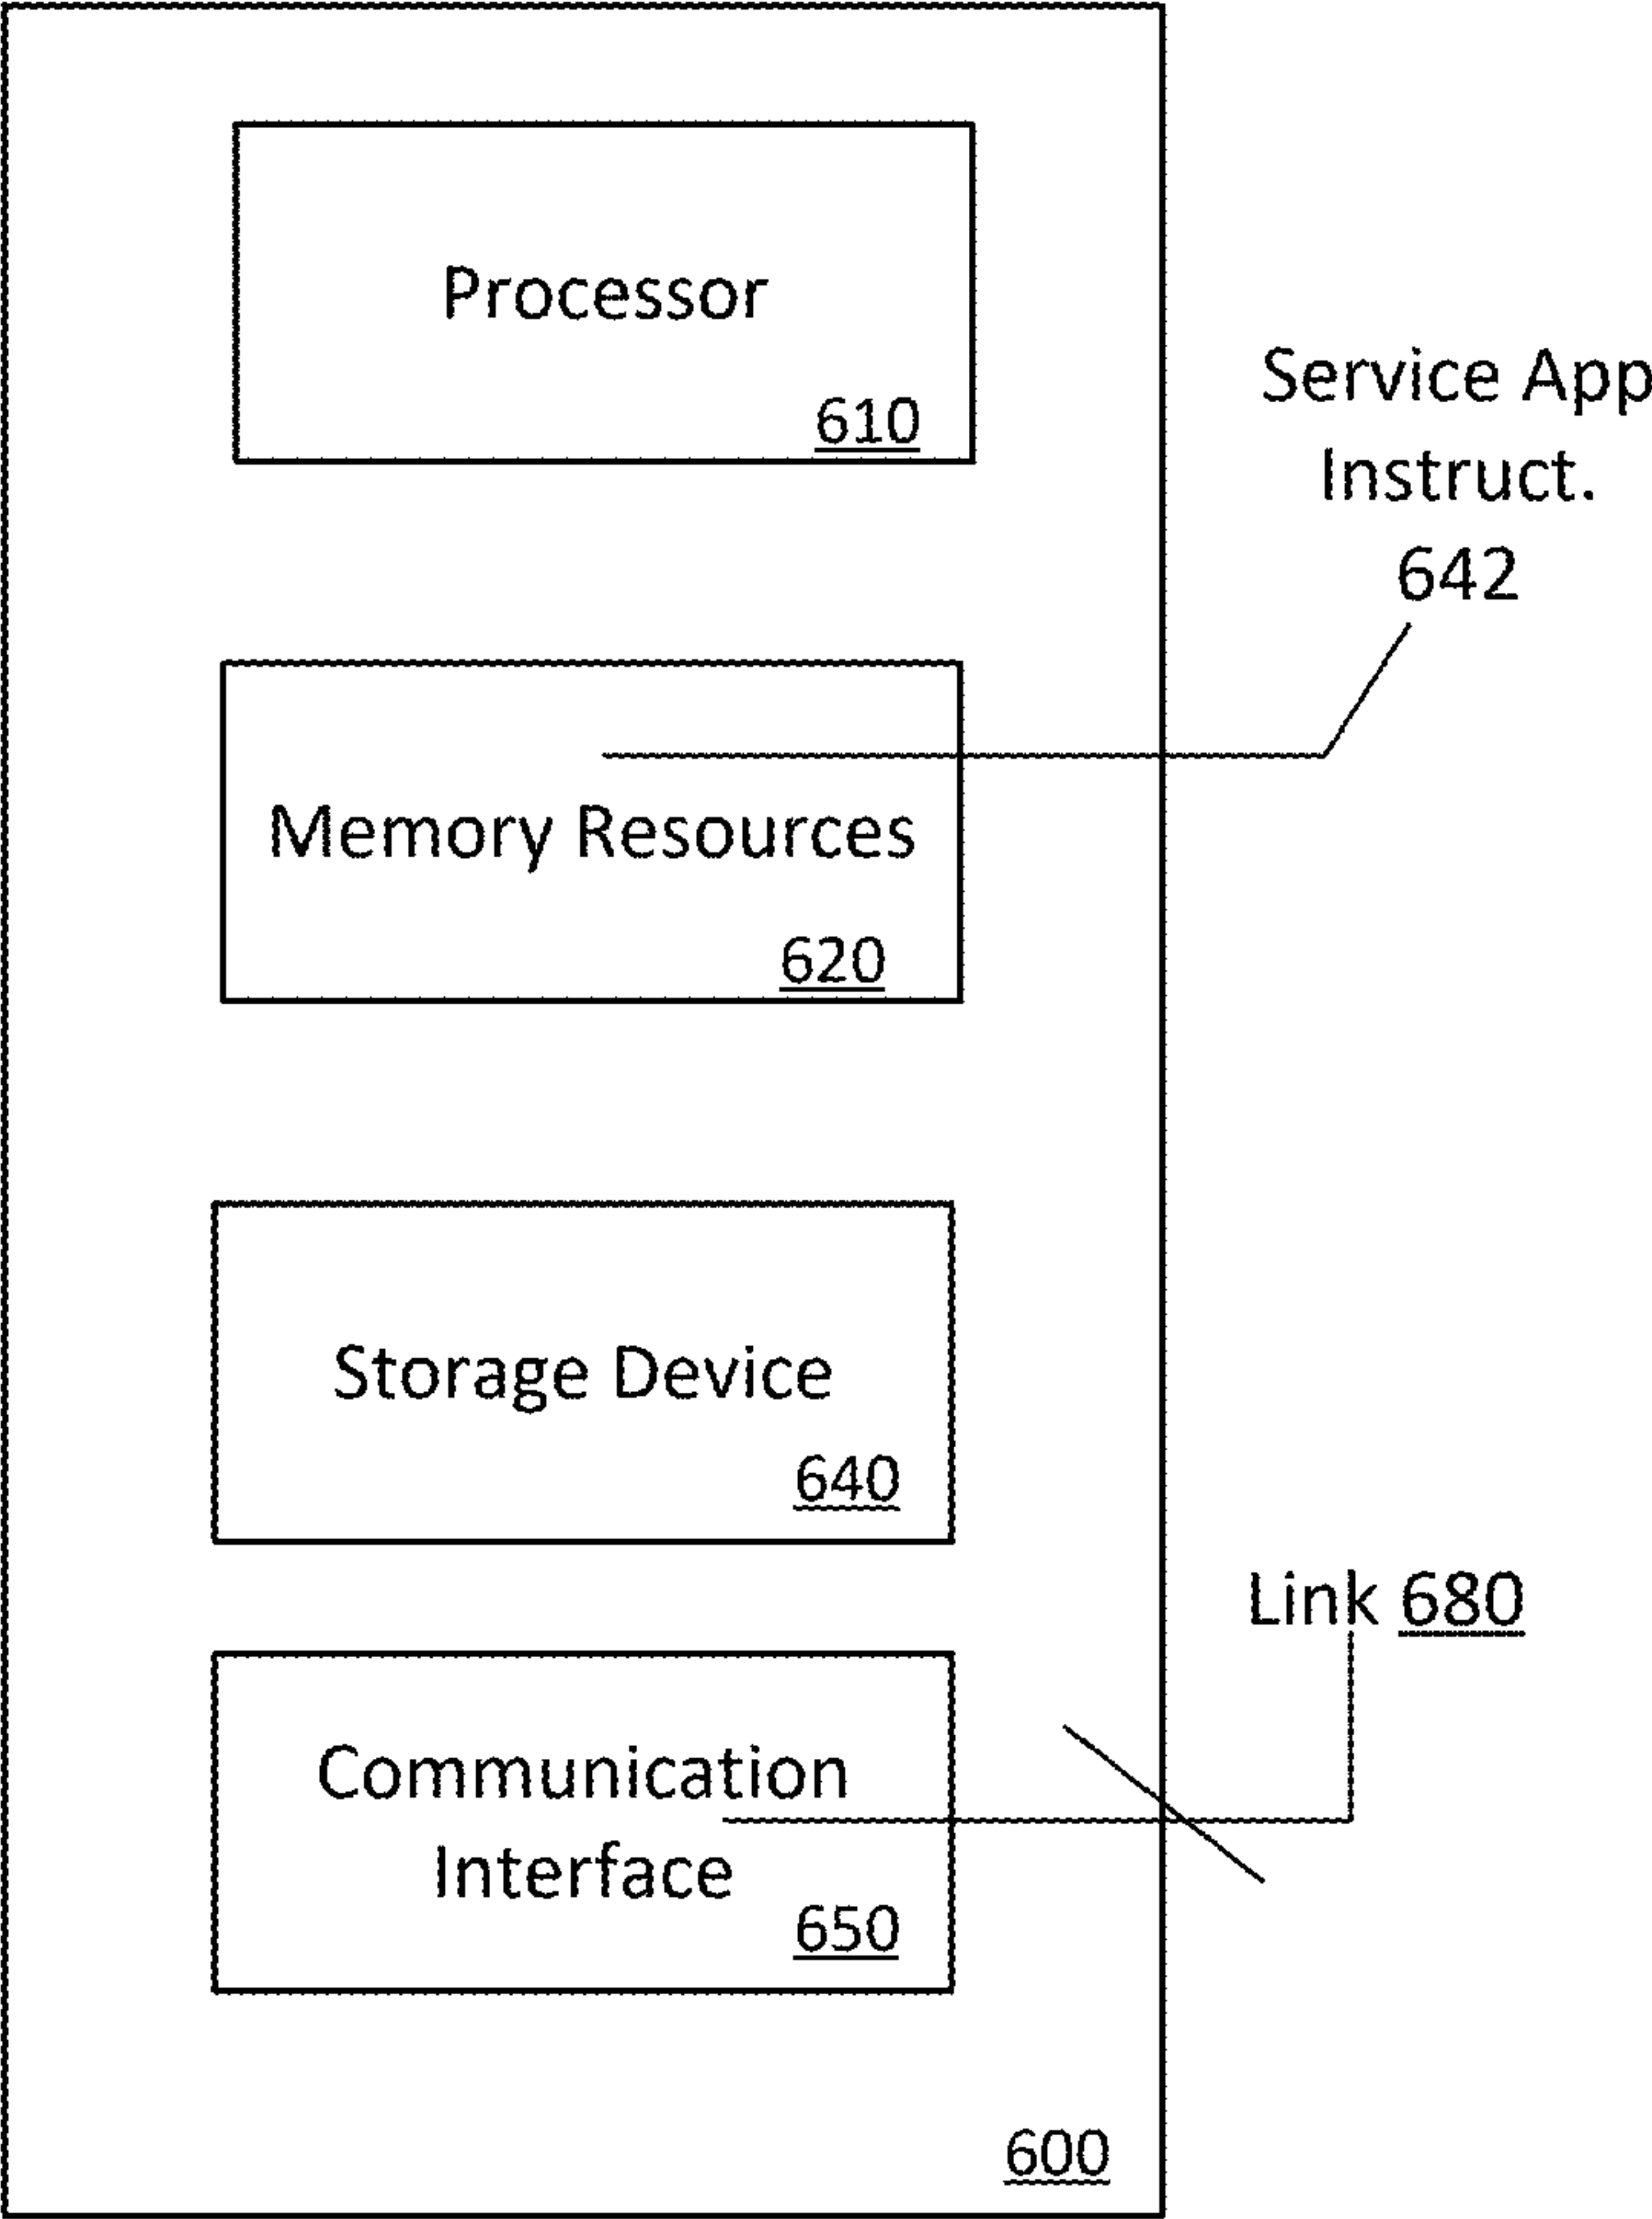 Processor
610
Service App
Instruct.
642
Memory Resources
620
Storage Device
640
Link 680
Communication
Interface
650
600